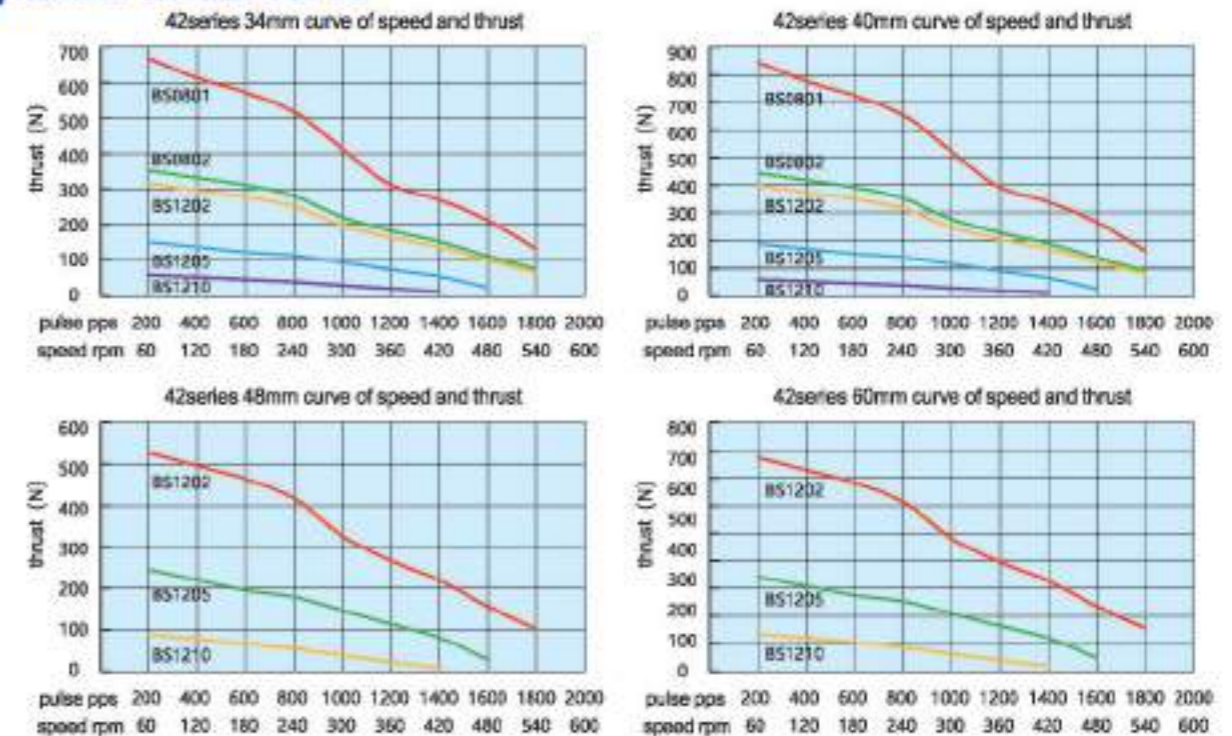 42series 34mm curve of speed and thrust
thrust (N)
700
600
500
400
300
200
100
0
BS0801
BS0802
BS1202
BS1205
BS1210
pulse pps 200 400 600 800 1000 1200 1400 1600 1800 2000
speed rpm 60 120 180 240 300 360 420 480 540 600
42series 40mm curve of speed and thrust
thrust (N)
900
800
700
600
500
400
300
200
100
0
BS0801
BS0802
BS1202
BS1205
BS1210
pulse pps 200 400 600 800 1000 1200 1400 1600 1800 2000
speed rpm 60 120 180 240 300 360 420 480 540 600
42series 48mm curve of speed and thrust
thrust (N)
600
500
400
300
200
100
0
BS1202
BS1205
BS1210
pulse pps 200 400 600 800 1000 1200 1400 1600 1800 2000
speed rpm 60 120 180 240 300 360 420 480 540 600
42series 60mm curve of speed and thrust
thrust (N)
800
700
600
500
400
300
200
100
0
BS1202
BS1205
BS1210
pulse pps 200 400 600 800 1000 1200 1400 1600 1800 2000
speed rpm 60 120 180 240 300 360 420 480 540 600